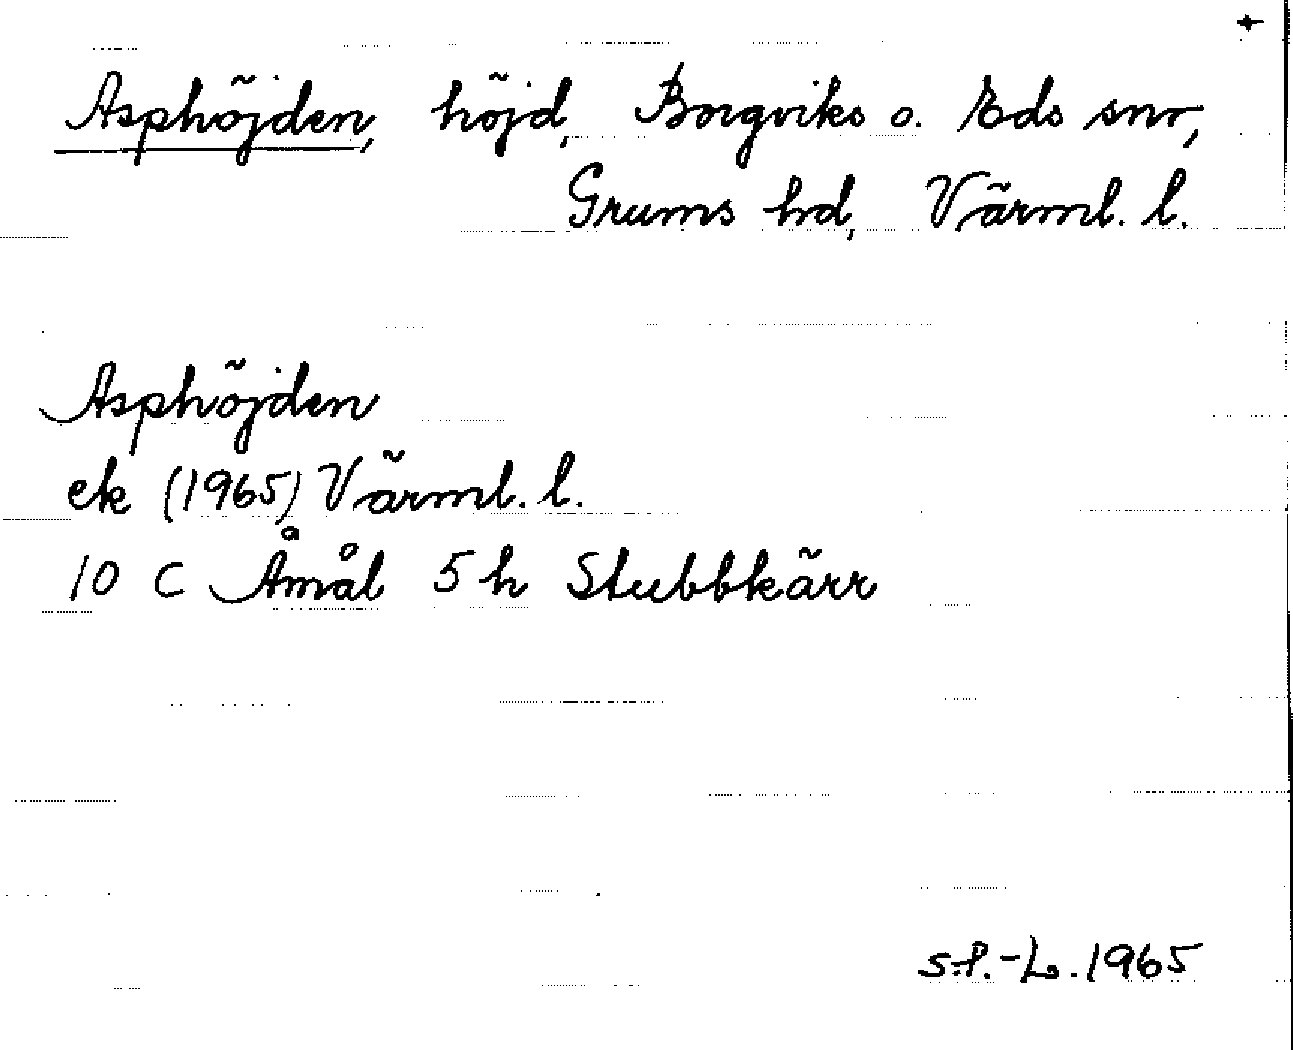 Asphöjden, höjd, Borgviks o. Eds snr,
Grums hd, Värml. l.
Asphöjden
ek (1965) Värml. l.
10 C Åmål 5 h Stubbkärr
S.P.-L. 1965